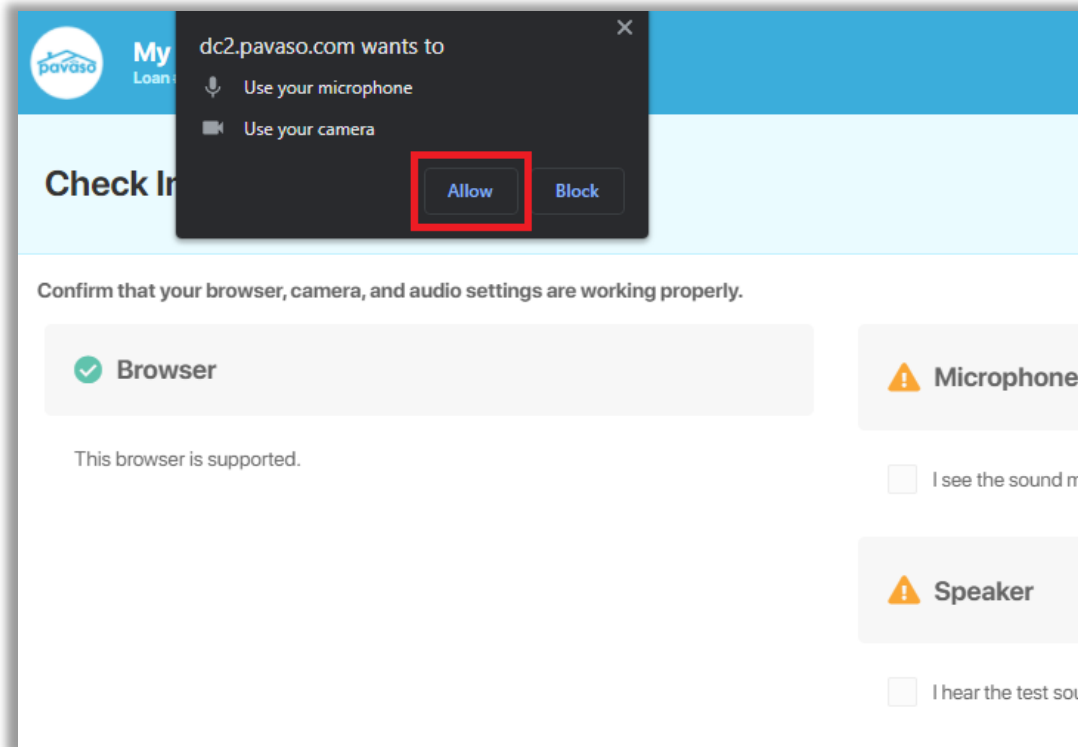 pavaso
My
Loan
dc2.pavaso.com wants to
Use your microphone
Use your camera
Allow
Block
Check In
Confirm that your browser, camera, and audio settings are working properly.
Browser
This browser is supported.
Microphone
I see the sound
Speaker
I hear the test